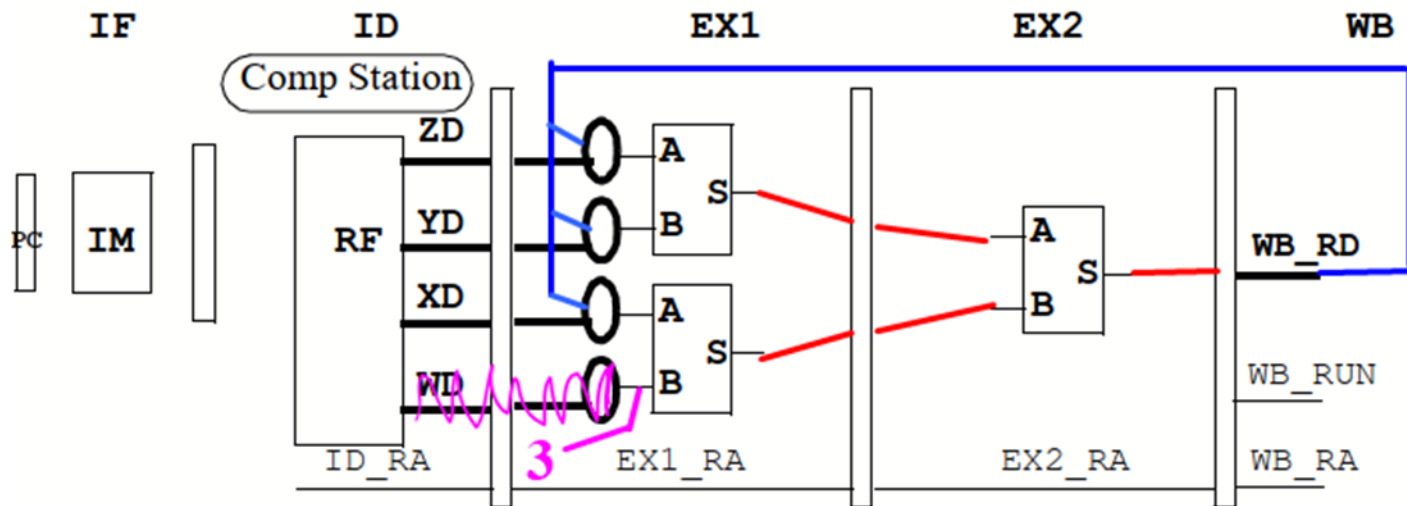 IF ID EX1 EX2 WB
Comp Station
ZD
A
S
YD
B
PC IM RF
A
S
B
WB_RD
XD
A
S
WD
B
WB_RUN
3
ID_RA EX1_RA EX2_RA WB_RA